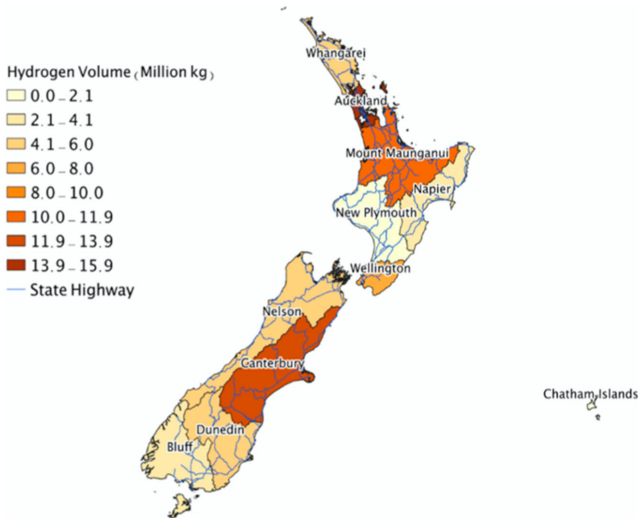 Hydrogen Volume (Million kg)
0.0 – 2.1
2.1 – 4.1
4.1 – 6.0
6.0 – 8.0
8.0 – 10.0
10.0 – 11.9
11.9 – 13.9
13.9 – 15.9
State Highway
Whangarei
Auckland
Mount Maunganui
Napier
New Plymouth
Wellington
Nelson
Canterbury
Chatham Islands
Dunedin
Bluff